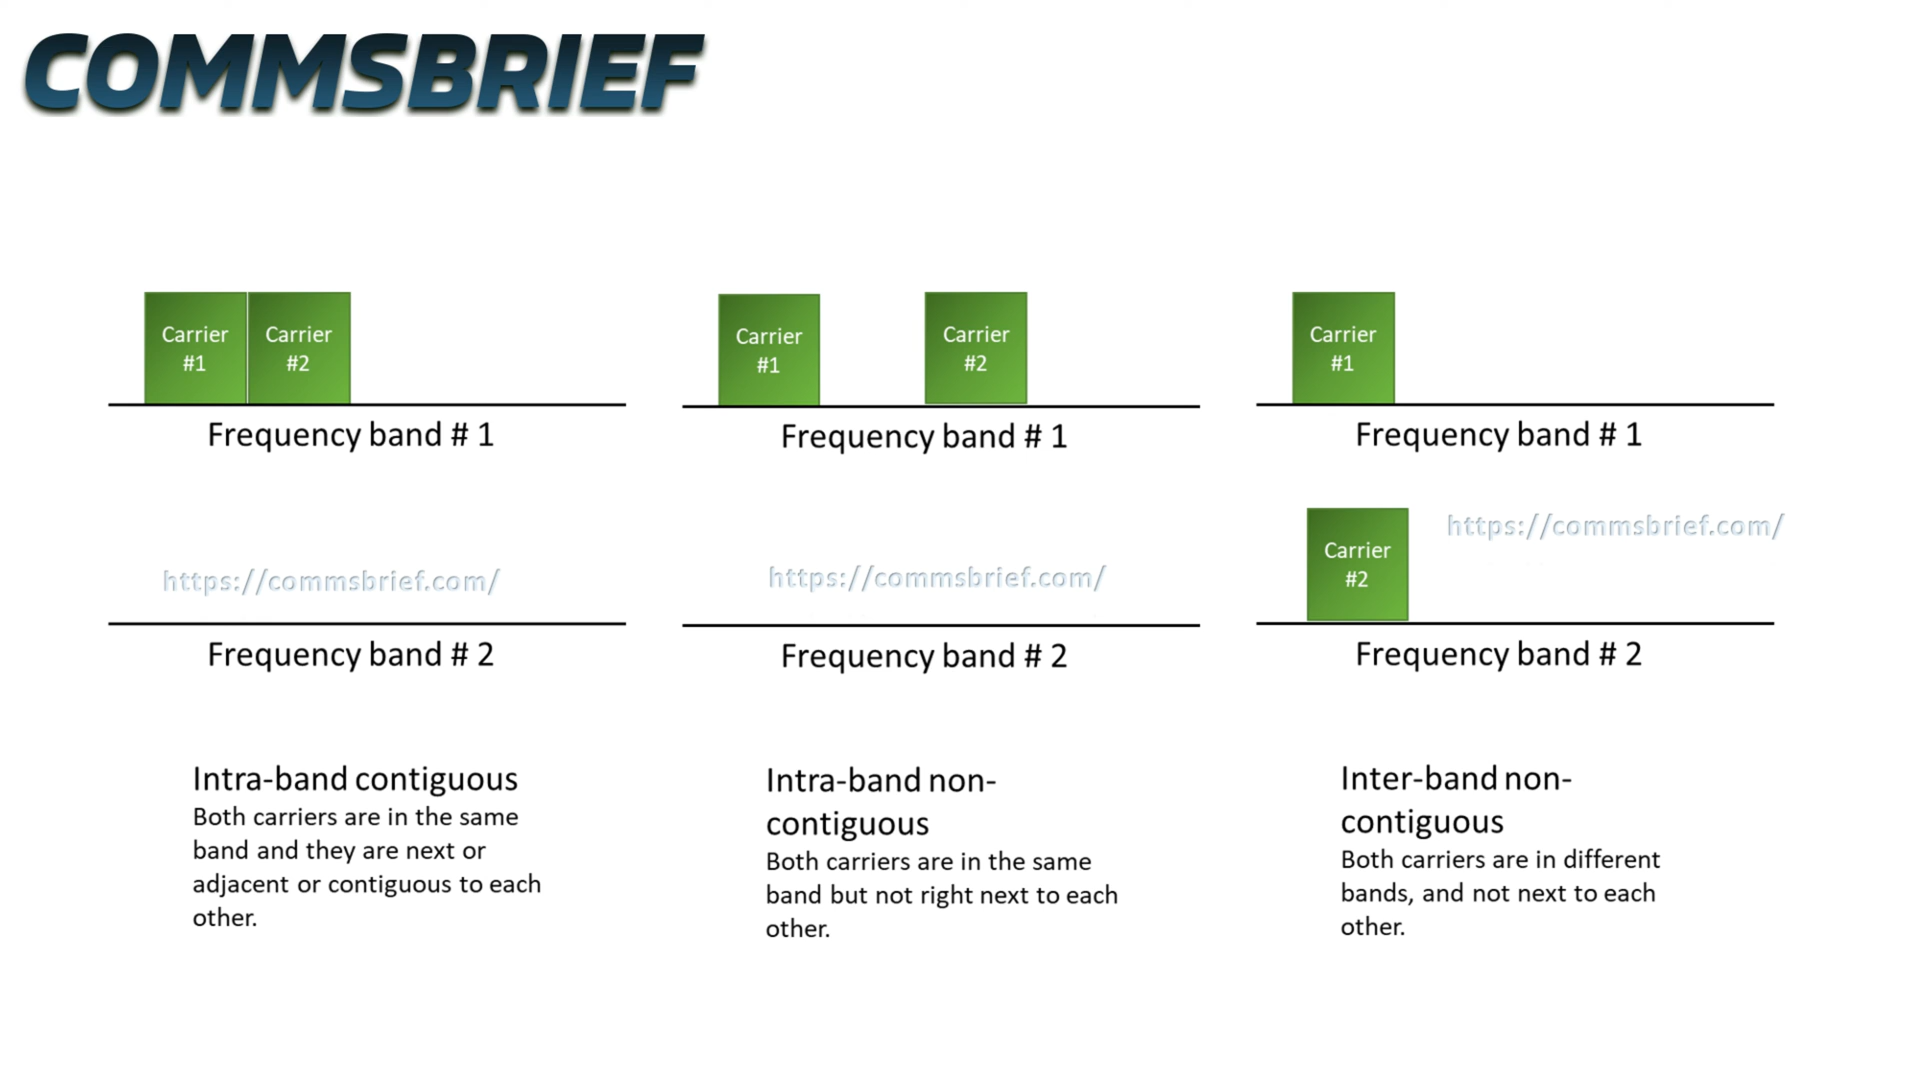 COMMSBRIEF
Carrier
#1
Carrier
#2
Frequency band # 1
https://commsbrief.com/
Frequency band # 2
Intra-band contiguous
Both carriers are in the same
band and they are next or
adjacent or contiguous to each
other.
Carrier
#1
Carrier
#2
Frequency band # 1
https://commsbrief.com/
Frequency band # 2
Intra-band non-
contiguous
Both carriers are in the same
band but not right next to each
other.
Carrier
#1
Frequency band # 1
Carrier
#2
https://commsbrief.com/
Frequency band # 2
Inter-band non-
contiguous
Both carriers are in different
bands, and not next to each
other.